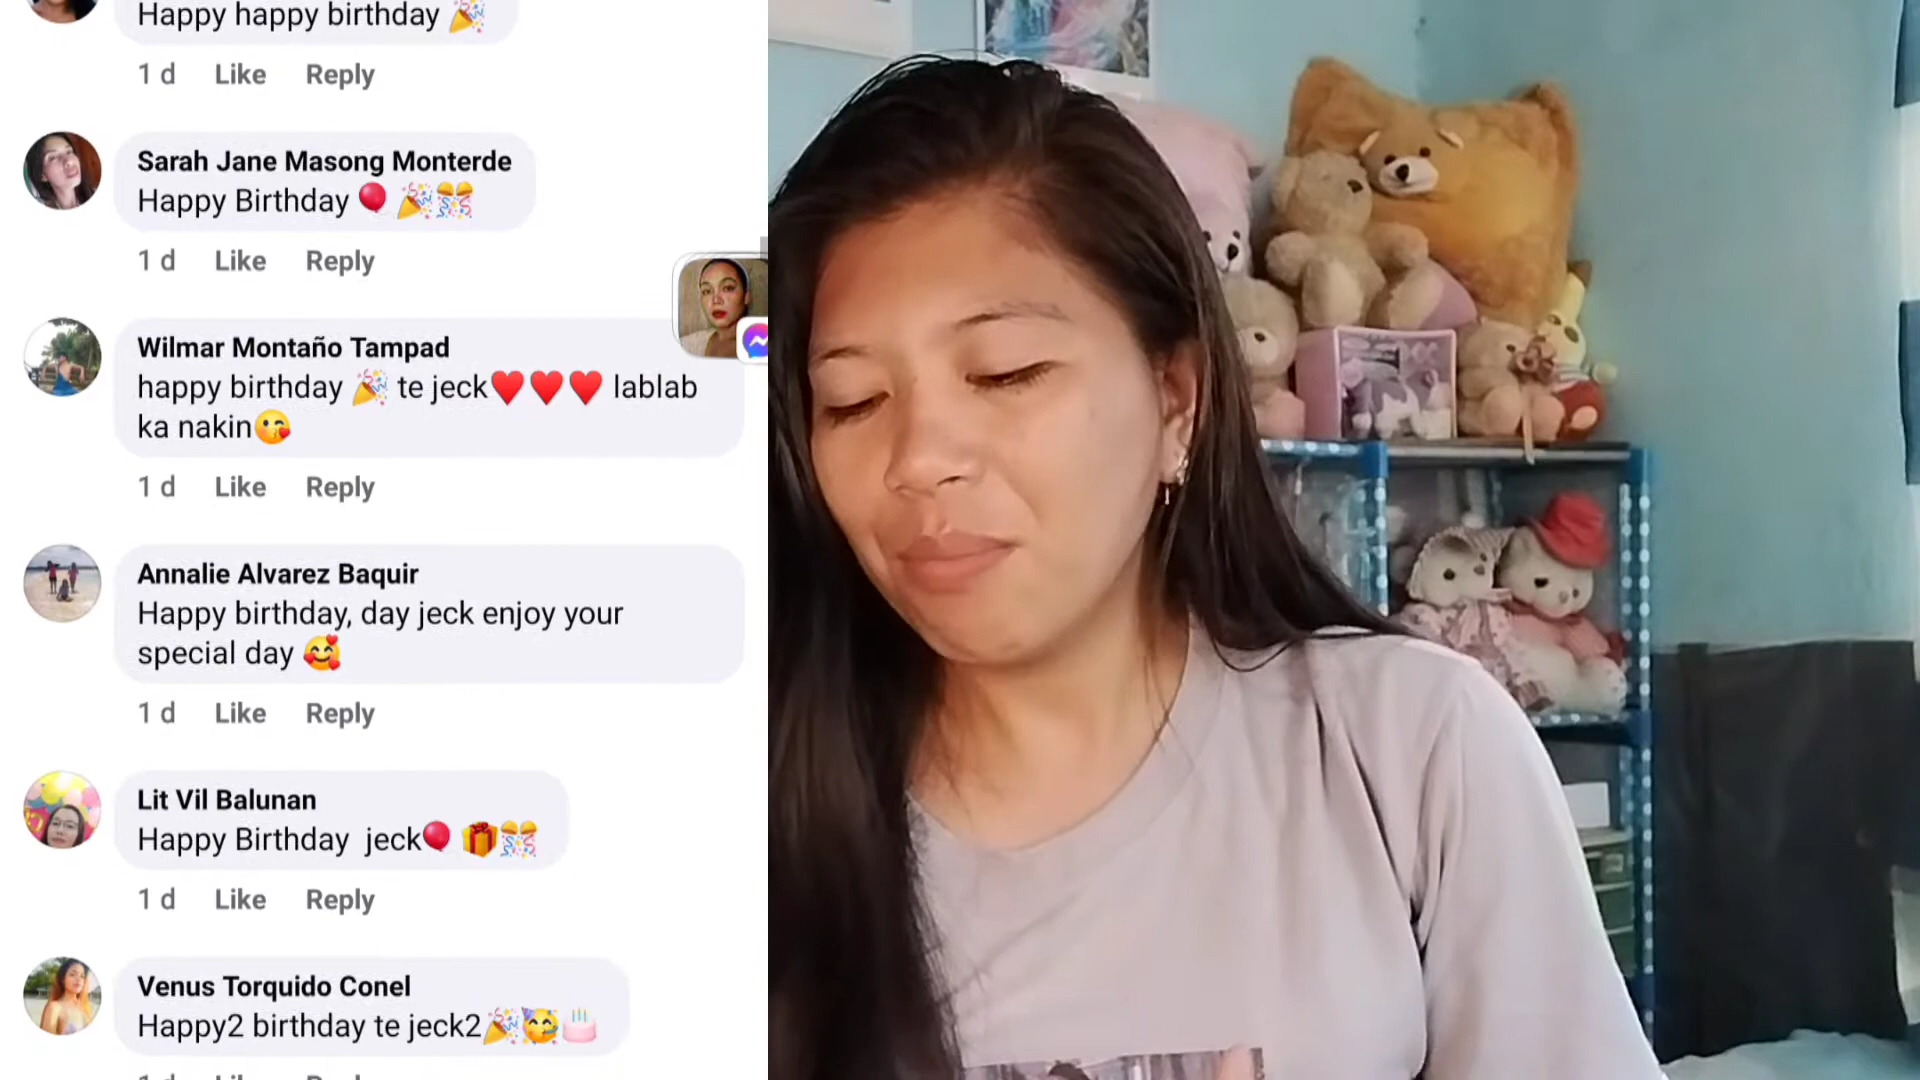 Happy happy birthday 🎉
1 d Like Reply
Sarah Jane Masong Monterde
Happy Birthday 🎈 🎉🎊
1 d Like Reply
Wilmar Montaño Tampad
happy birthday 🎉 te jeck❤️❤️❤️ lablab
ka nakin😘
1 d Like Reply
Annalie Alvarez Baquir
Happy birthday, day jeck enjoy your
special day 🥰
1 d Like Reply
Lit Vil Balunan
Happy Birthday jeck🎈 🎁🎊
1 d Like Reply
Venus Torquido Conel
Happy2 birthday te jeck2🎉🥳🎂
1 d Like Reply